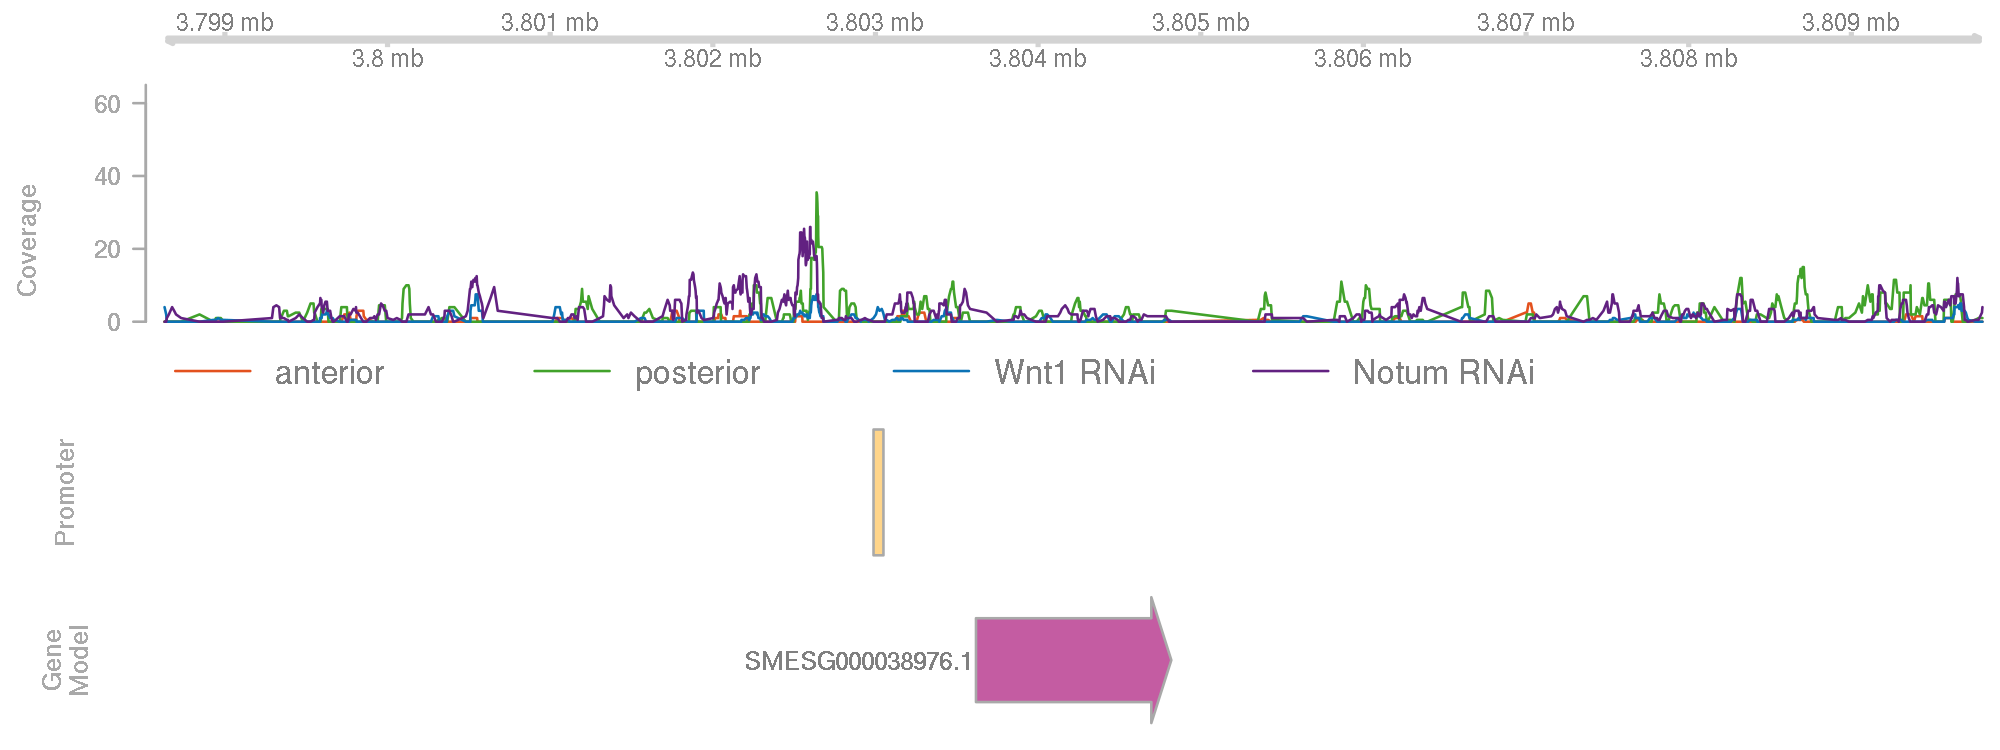 3.799 mb 3.801 mb 3.803 mb 3.805 mb 3.807 mb 3.809 mb
3.8 mb 3.802 mb 3.804 mb 3.806 mb 3.808 mb
Coverage
60
40
20
0
anterior posterior Wnt1 RNAi Notum RNAi
Promoter
Gene
Model
SMESG000038976.1